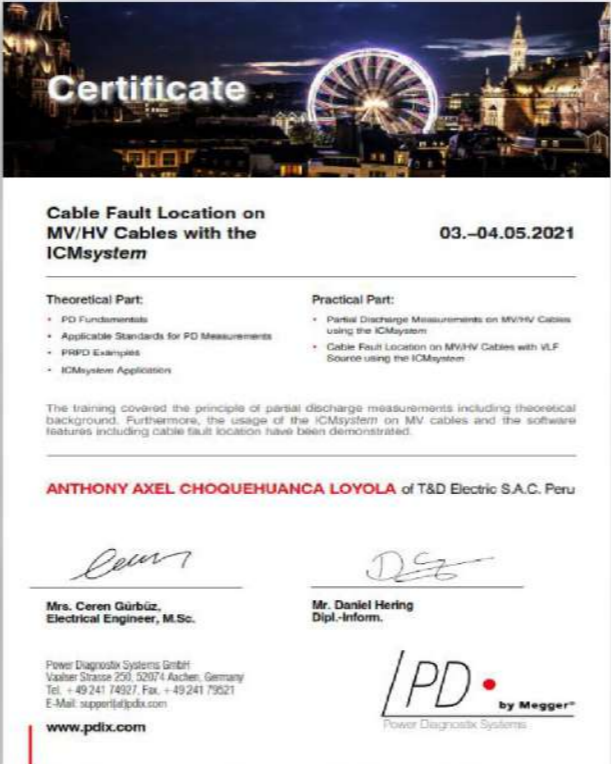 Certificate
Cable Fault Location on
MV/HV Cables with the
ICMsystem
03.–04.05.2021
Theoretical Part:
• PD Fundamentals
• Applicable Standards for PD Measurements
• PRPD Examples
• ICMsystem Application
Practical Part:
• Partial Discharge Measurements on MV/HV Cables
using the ICMsystem
• Cable Fault Location on MV/HV Cables with VLF
Source using the ICMsystem
The training covered the principle of partial discharge measurements including theoretical
background. Furthermore, the usage of the ICMsystem on MV cables and the software
features including cable fault location have been demonstrated.
ANTHONY AXEL CHOQUEHUANCA LOYOLA of T&D Electric S.A.C. Peru
Mrs. Ceren Gürbüz,
Electrical Engineer, M.Sc.
Mr. Daniel Hering
Dipl.-Inform.
Power Diagnostix Systems GmbH
Vaalser Strasse 250, 52074 Aachen, Germany
Tel. +49 241 74927, Fax. +49 241 79521
E-Mail: support(at)pdix.com
www.pdix.com
PD
by Megger®
Power Diagnostix Systems